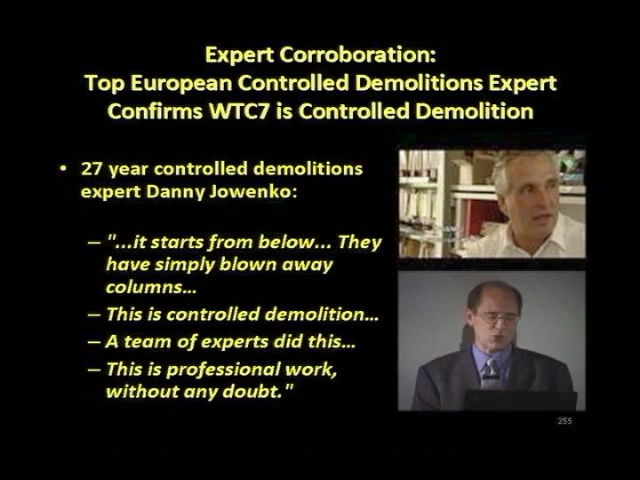 Expert Corroboration:
Top European Controlled Demolitions Expert
Confirms WTC7 is Controlled Demolition
• 27 year controlled demolitions
expert Danny Jowenko:
– "...it starts from below... They
have simply blown away
columns...
– This is controlled demolition...
– A team of experts did this...
– This is professional work,
without any doubt."
255